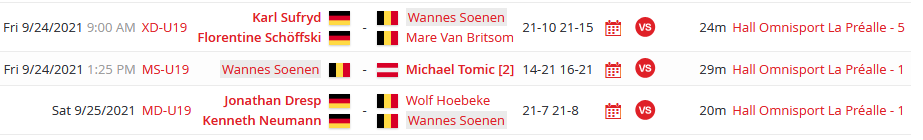 Karl Sufryd Wannes Soenen
Fri 9/24/2021 9:00 AM XD-U19 - 21-10 21-15 VS 24m Hall Omnisport La Préalle - 5
Florentine Schöffski Mare Van Britsom
Fri 9/24/2021 1:25 PM MS-U19 Wannes Soenen - Michael Tomic [2] 14-21 16-21 VS 29m Hall Omnisport La Préalle - 1
Jonathan Dresp Wolf Hoebeke
Sat 9/25/2021 MD-U19 - 21-7 21-8 VS 20m Hall Omnisport La Préalle - 1
Kenneth Neumann Wannes Soenen